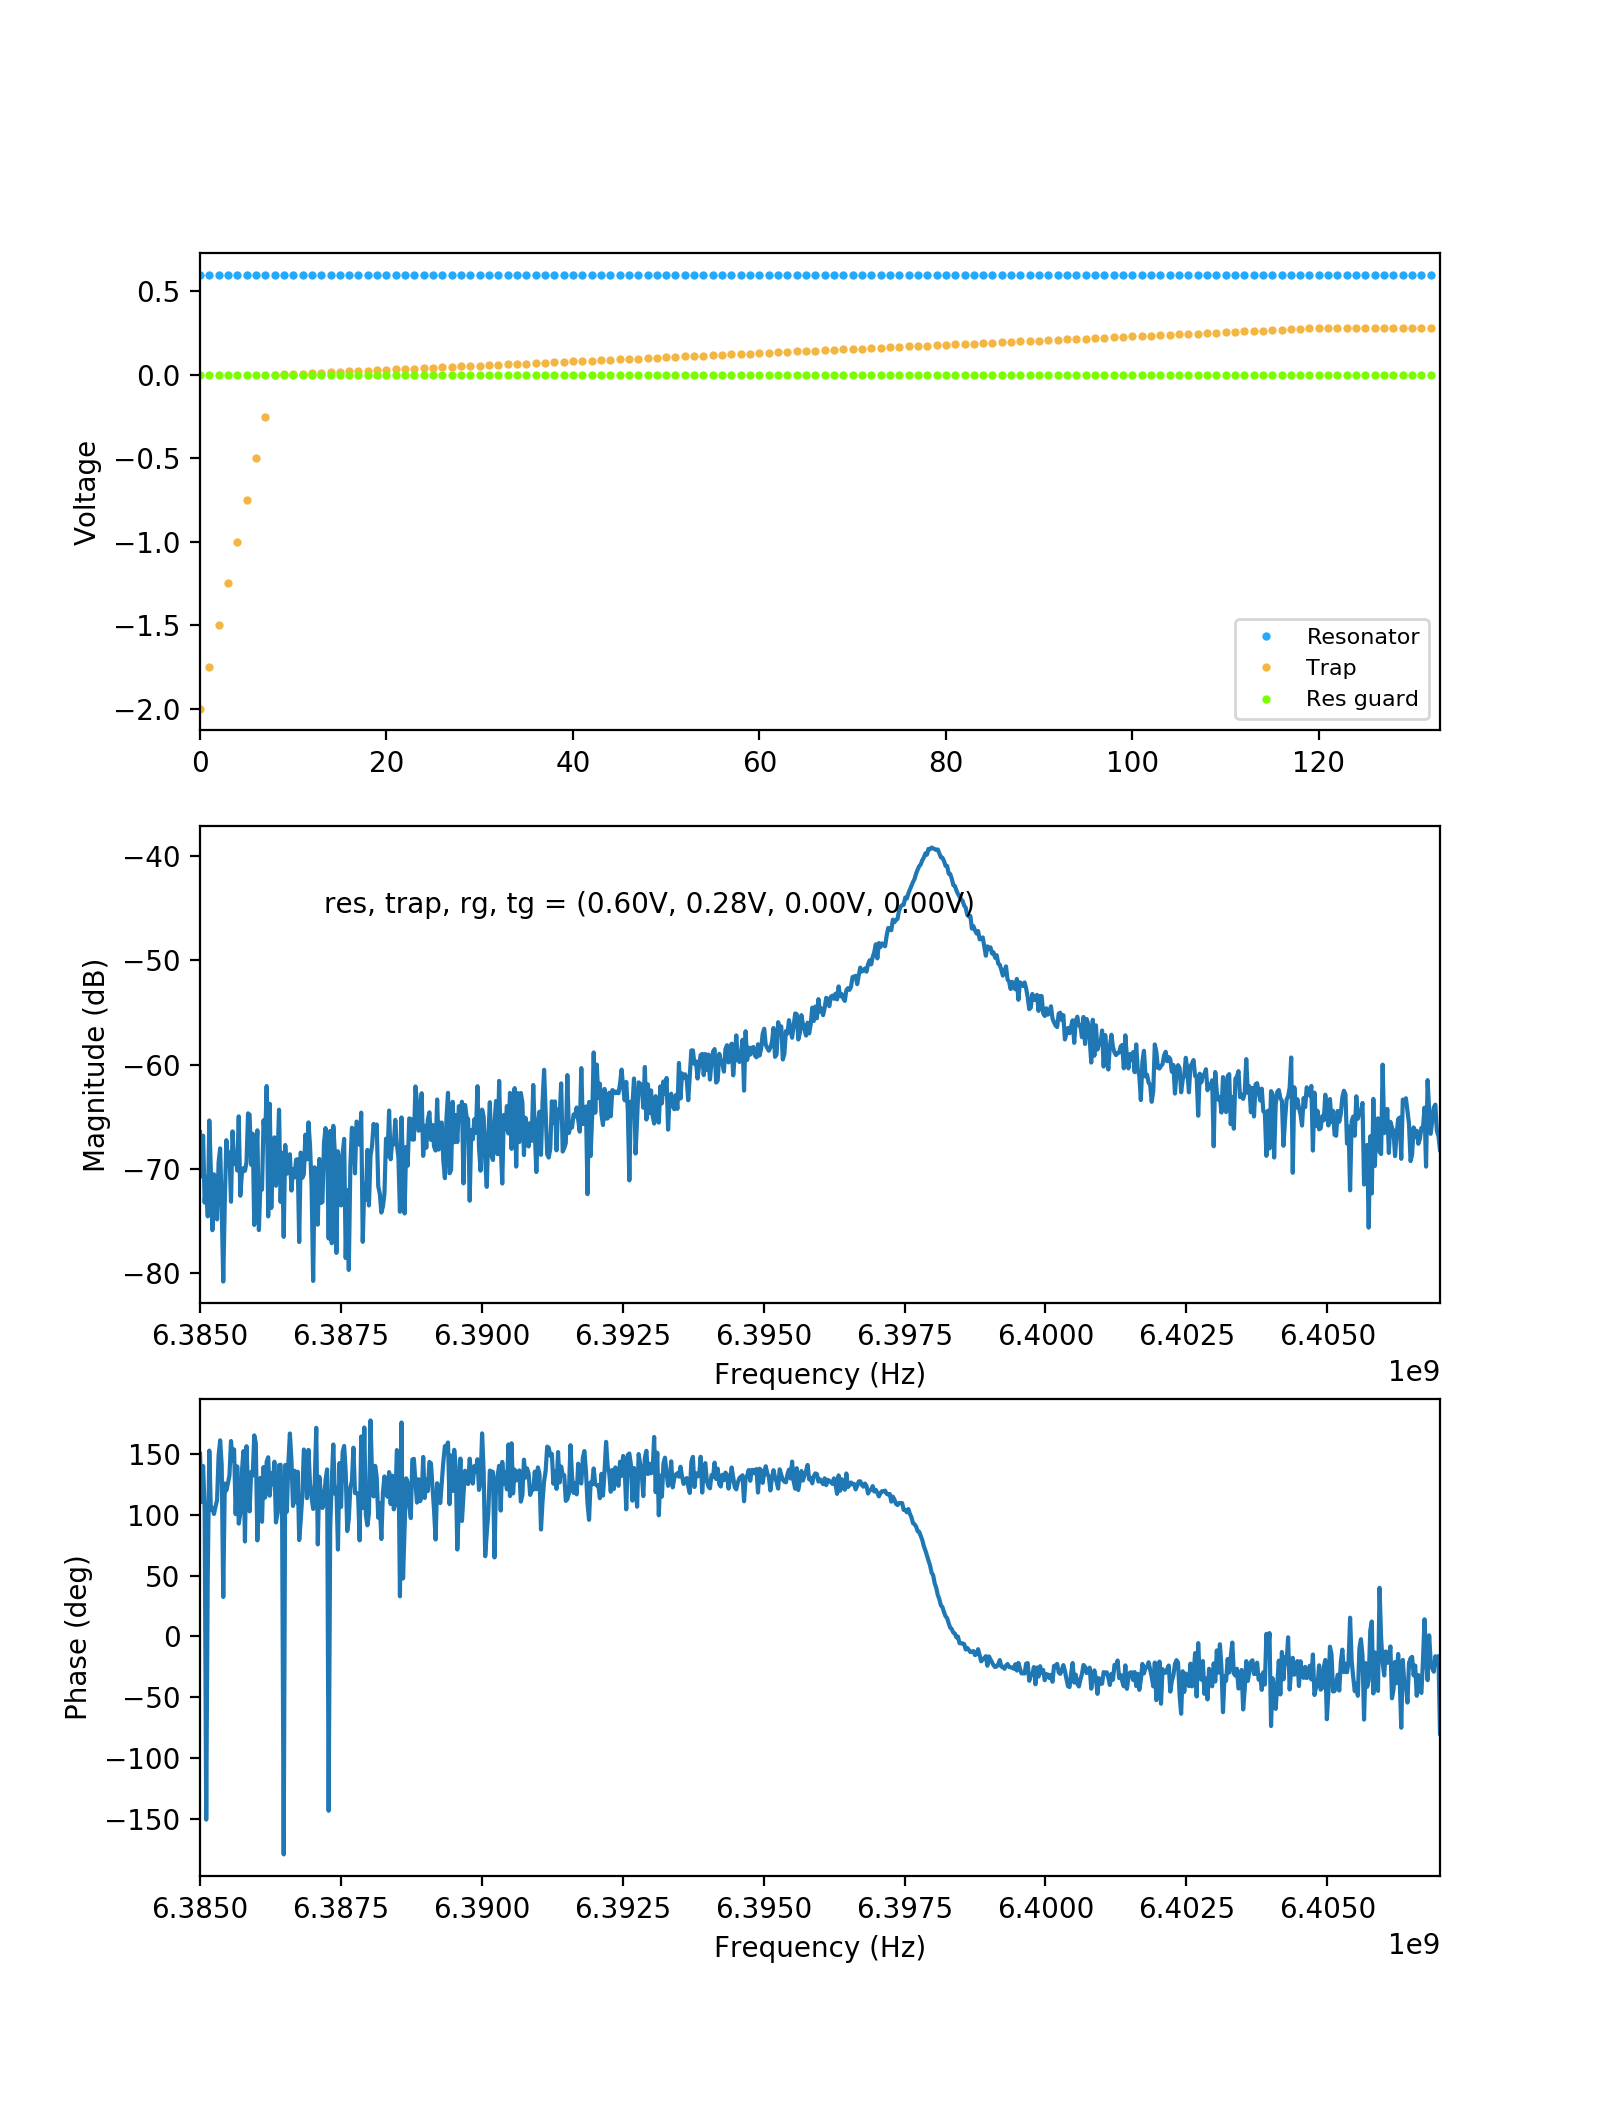 0.5
0.0
−0.5
−1.0
−1.5
−2.0
Voltage
Resonator
Trap
Res guard
0 20 40 60 80 100 120
−40
−50
−60
−70
−80
Magnitude (dB)
res, trap, rg, tg = (0.60V, 0.28V, 0.00V, 0.00V)
6.3850 6.3875 6.3900 6.3925 6.3950 6.3975 6.4000 6.4025 6.4050
1e9
Frequency (Hz)
150
100
50
0
−50
−100
−150
Phase (deg)
6.3850 6.3875 6.3900 6.3925 6.3950 6.3975 6.4000 6.4025 6.4050
1e9
Frequency (Hz)